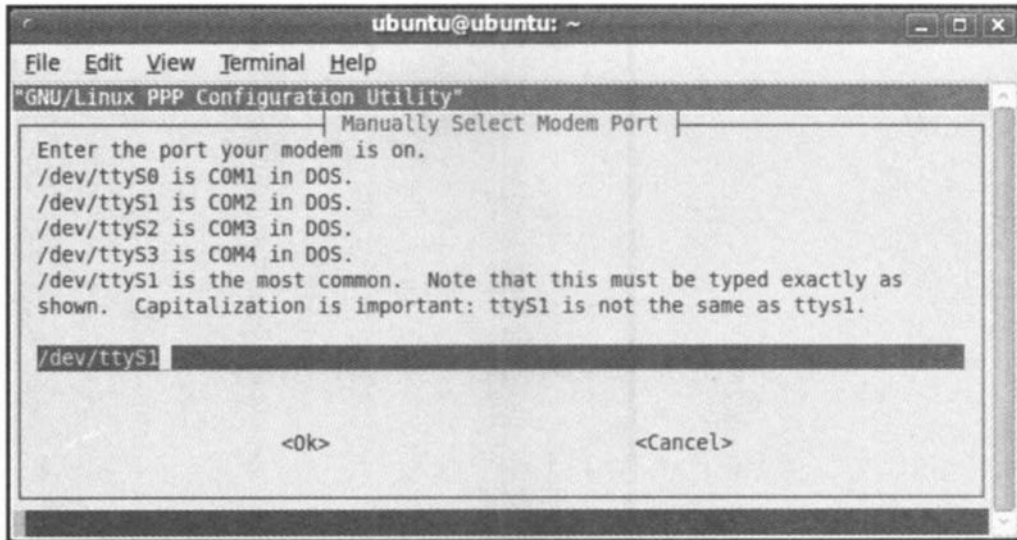 ubuntu@ubuntu: ~
File Edit View Terminal Help
"GNU/Linux PPP Configuration Utility"
Manually Select Modem Port
Enter the port your modem is on.
/dev/ttyS0 is COM1 in DOS.
/dev/ttyS1 is COM2 in DOS.
/dev/ttyS2 is COM3 in DOS.
/dev/ttyS3 is COM4 in DOS.
/dev/ttyS1 is the most common.  Note that this must be typed exactly as
shown.  Capitalization is important: ttyS1 is not the same as ttys1.
/dev/ttyS1
<Ok> <Cancel>